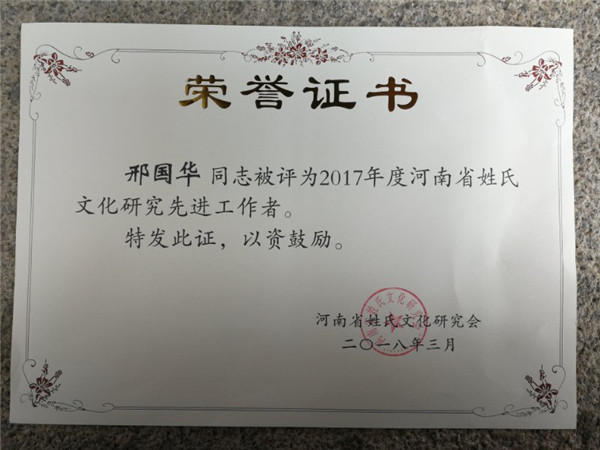 荣誉证书
邢国华 同志被评为2017年度河南省姓氏
文化研究先进工作者。
特发此证，以资鼓励。
河南省姓氏文化研究会
二〇一八年三月